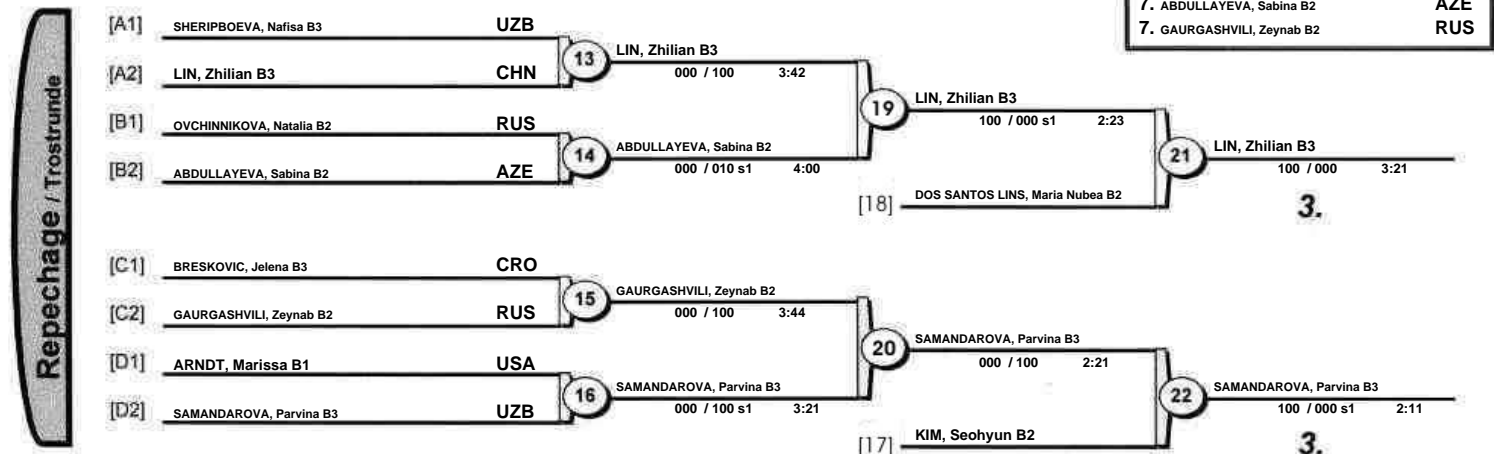 7. ABDULLAYEVA, Sabina B2 AZE
7. GAURGASHVILI, Zeynab B2 RUS
Repechage / Trostrunde
[A1] SHERIPBOEVA, Nafisa B3 UZB
13 LIN, Zhilian B3
000 / 100 3:42
[A2] LIN, Zhilian B3 CHN
19 LIN, Zhilian B3
100 / 000 s1 2:23
[B1] OVCHINNIKOVA, Natalia B2 RUS
14 ABDULLAYEVA, Sabina B2
000 / 010 s1 4:00
[B2] ABDULLAYEVA, Sabina B2 AZE
21 LIN, Zhilian B3
100 / 000 3:21
[18] DOS SANTOS LINS, Maria Nubea B2
3.
[C1] BRESKOVIC, Jelena B3 CRO
15 GAURGASHVILI, Zeynab B2
000 / 100 3:44
[C2] GAURGASHVILI, Zeynab B2 RUS
20 SAMANDAROVA, Parvina B3
000 / 100 2:21
[D1] ARNDT, Marissa B1 USA
16 SAMANDAROVA, Parvina B3
000 / 100 s1 3:21
[D2] SAMANDAROVA, Parvina B3 UZB
22 SAMANDAROVA, Parvina B3
100 / 000 s1 2:11
[17] KIM, Seohyun B2
3.